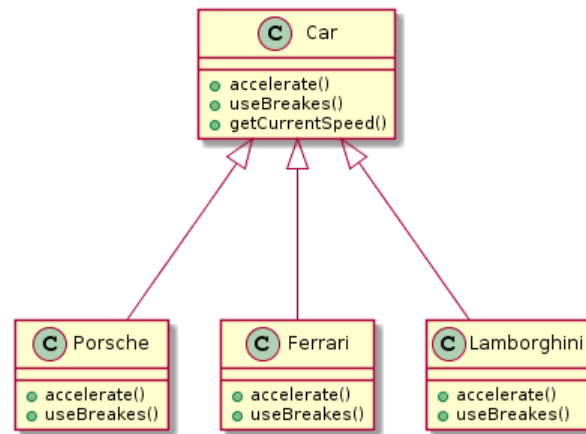 C Car
accelerate()
useBreakes()
getCurrentSpeed()
C Porsche
accelerate()
useBreakes()
C Ferrari
accelerate()
useBreakes()
C Lamborghini
accelerate()
useBreakes()